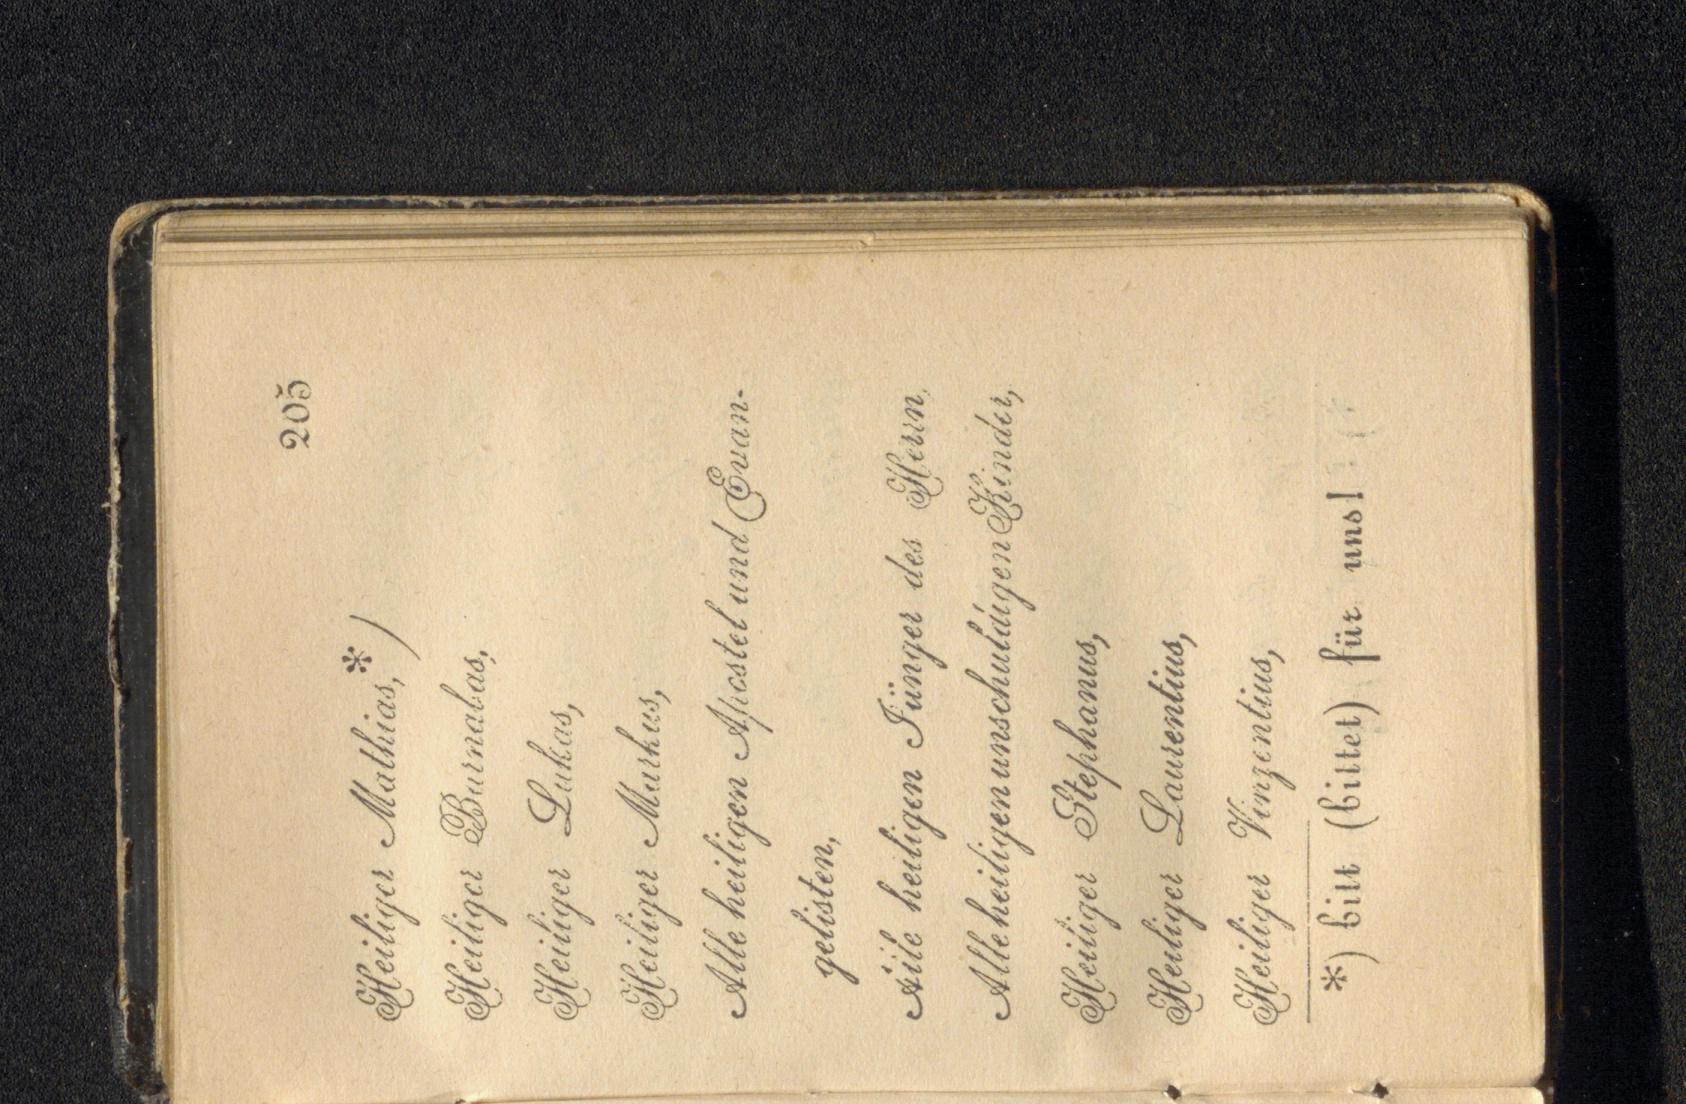 205
Heiliger Mathias,*)
Heiliger Barnabas,
Heiliger Lukas,
Heiliger Markus,
Alle heiligen Apostel und Evan-
gelisten,
Alle heiligen Jünger des Herrn,
Alle heiligen unschuldigen Kinder,
Heiliger Stephanus,
Heiliger Laurentius,
Heiliger Vinzentius,
*) bitt (bittet) für uns!